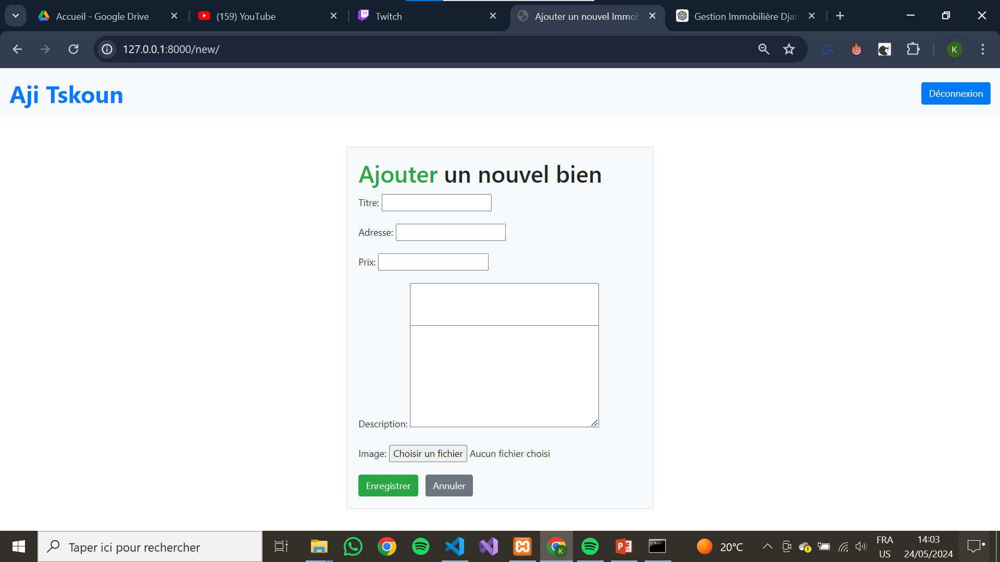 Accueil - Google Drive
(159) YouTube
Twitch
Ajouter un nouvel Immob
Gestion Immobilière Djan
127.0.0.1:8000/new/
K
Aji Tskoun
Déconnexion
Ajouter un nouvel bien
Titre:
Adresse:
Prix:
Description:
Image: Choisir un fichier Aucun fichier choisi
Enregistrer
Annuler
Taper ici pour rechercher
20°C
FRA
US
14:03
24/05/2024